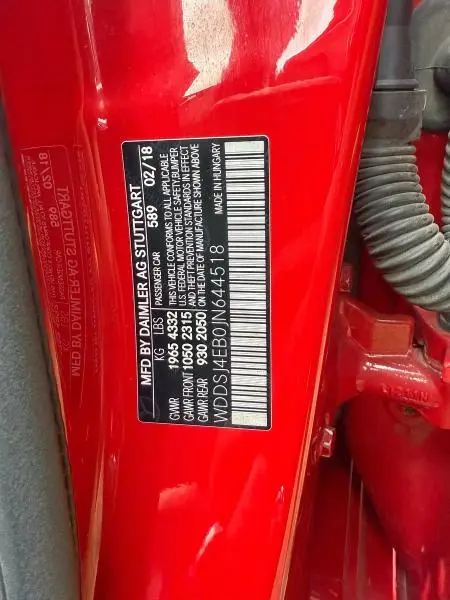 MFD BY DAIMLER AG STUTTGART
PASSENGER CAR 589 02/18
KG LBS
GVWR 1965 4332
GAWR FRONT 1050 2315
GAWR REAR 930 2050
THIS VEHICLE CONFORMS TO ALL APPLICABLE
U.S. FEDERAL MOTOR VEHICLE SAFETY, BUMPER
AND THEFT PREVENTION STANDARDS IN EFFECT
ON THE DATE OF MANUFACTURE SHOWN ABOVE
MADE IN HUNGARY
WDDSJ4EB0JN644518